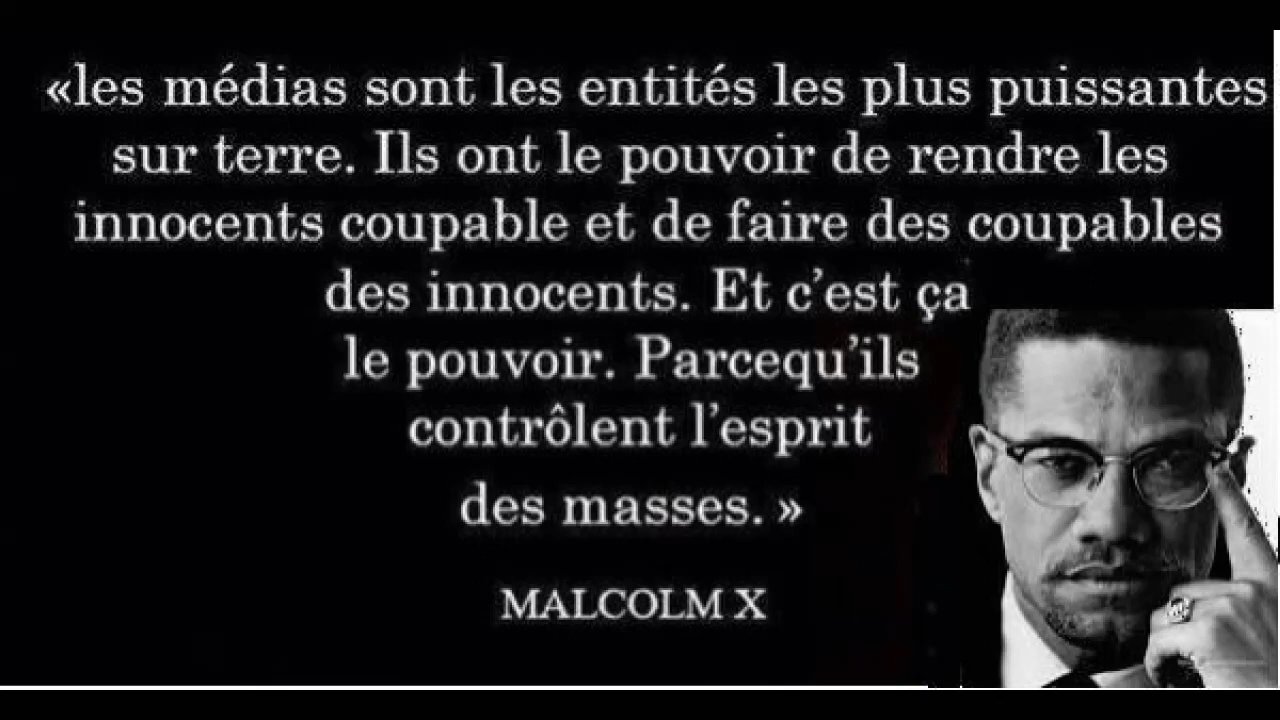 «les médias sont les entités les plus puissantes
sur terre. Ils ont le pouvoir de rendre les
innocents coupable et de faire des coupables
des innocents. Et c’est ça
le pouvoir. Parcequ’ils
contrôlent l’esprit
des masses. »
MALCOLM X